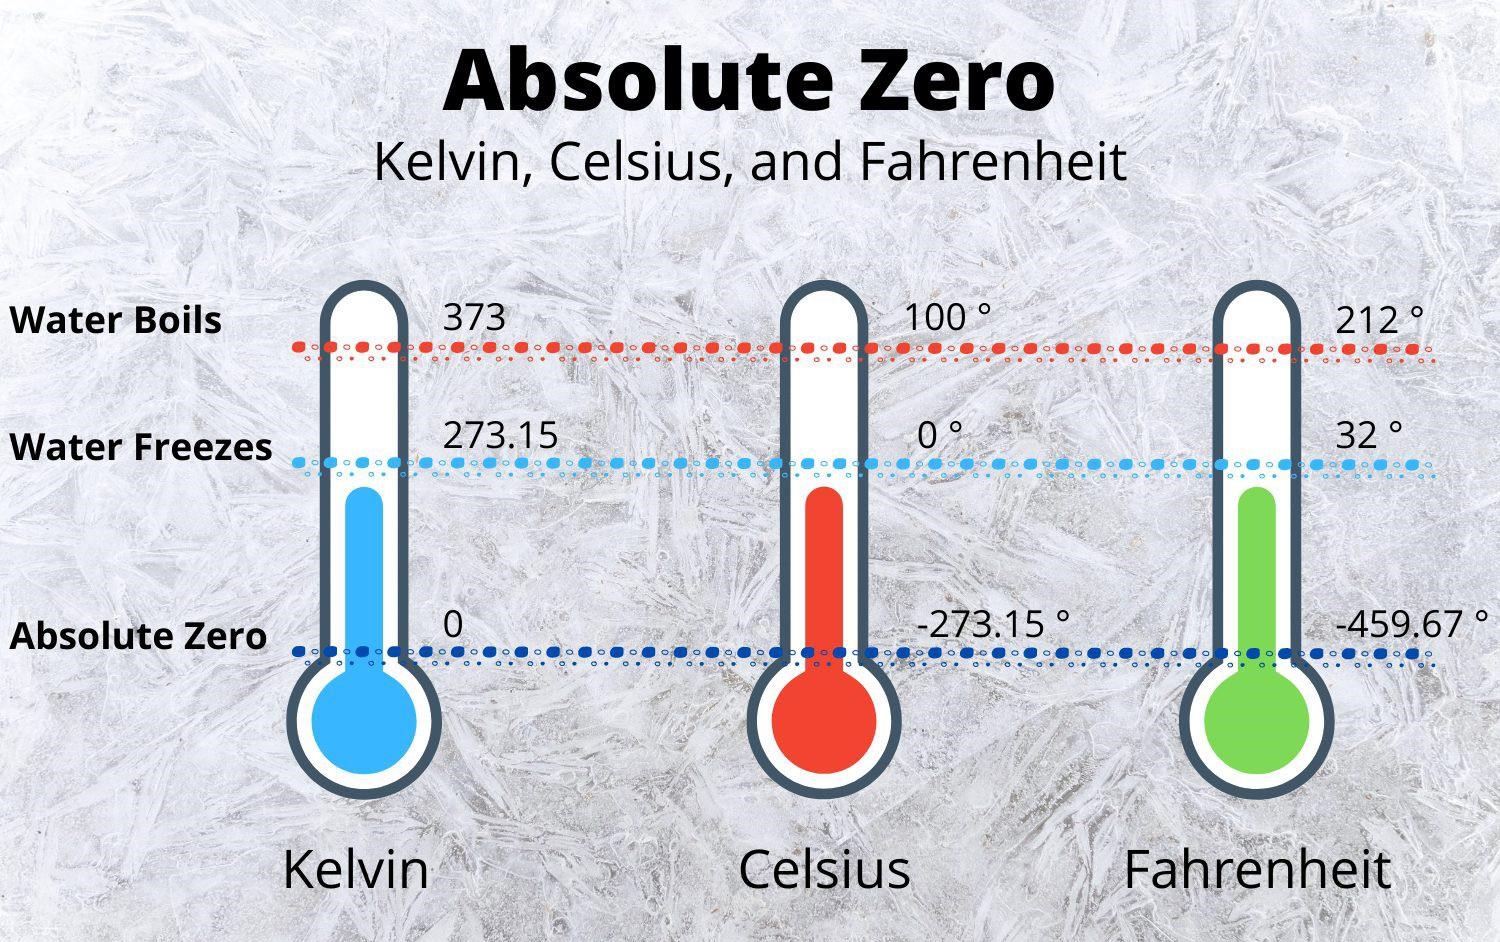 Absolute Zero
Kelvin, Celsius, and Fahrenheit
Water Boils 373 100 ° 212 °
Water Freezes 273.15 0 ° 32 °
Absolute Zero 0 -273.15 ° -459.67 °
Kelvin Celsius Fahrenheit